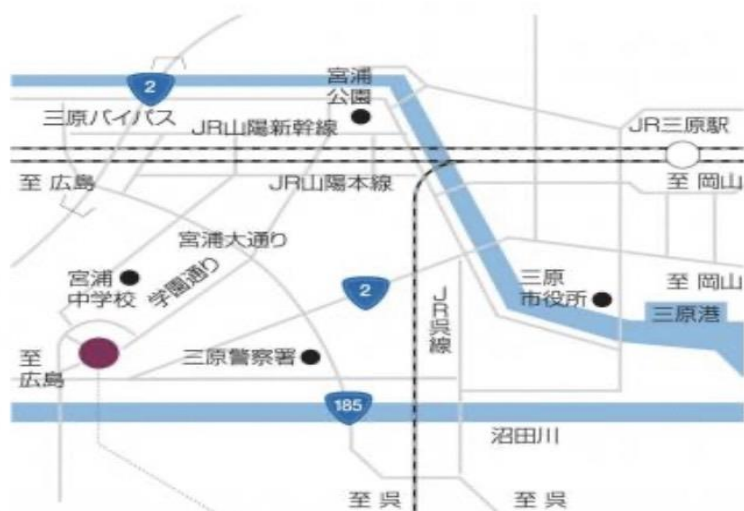 2
宮浦
公園
三原バイパス
JR山陽新幹線
JR三原駅
至 広島
JR山陽本線
至 岡山
宮浦大通り
宮浦
中学校
学園通り
2
三原
市役所
至 岡山
三原港
JR呉線
至
広島
三原警察署
185
沼田川
至 呉
至 呉